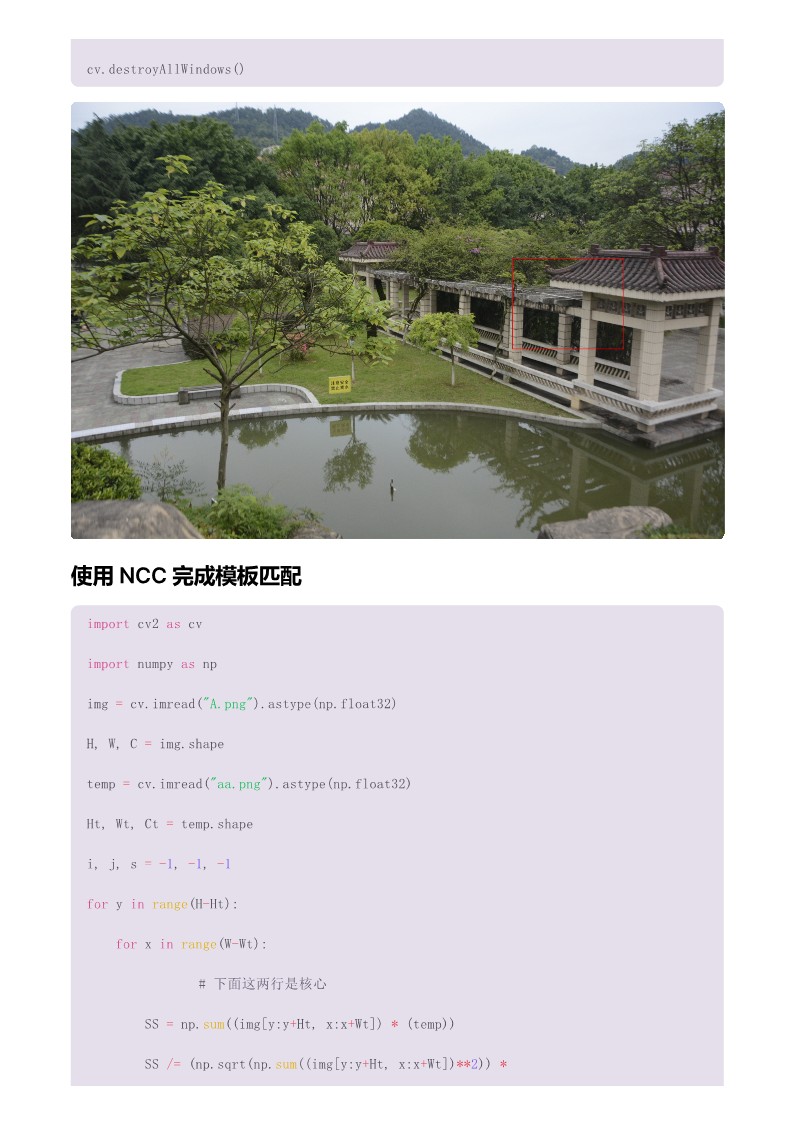 cv.destroyAllWindows()
使用 NCC 完成模板匹配
import cv2 as cv
import numpy as np
img = cv.imread("A.png").astype(np.float32)
H, W, C = img.shape
temp = cv.imread("aa.png").astype(np.float32)
Ht, Wt, Ct = temp.shape
i, j, s = -1, -1, -1
for y in range(H-Ht):
    for x in range(W-Wt):
            # 下面这两行是核心
        SS = np.sum((img[y:y+Ht, x:x+Wt]) * (temp))
        SS /= (np.sqrt(np.sum((img[y:y+Ht, x:x+Wt])**2)) *